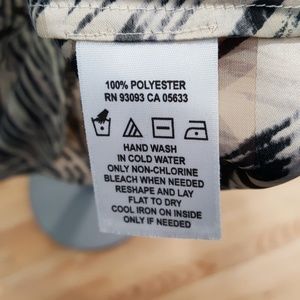 100% POLYESTER
RN 93093 CA 05633
HAND WASH
IN COLD WATER
ONLY NON-CHLORINE
BLEACH WHEN NEEDED
RESHAPE AND LAY
FLAT TO DRY
COOL IRON ON INSIDE
ONLY IF NEEDED